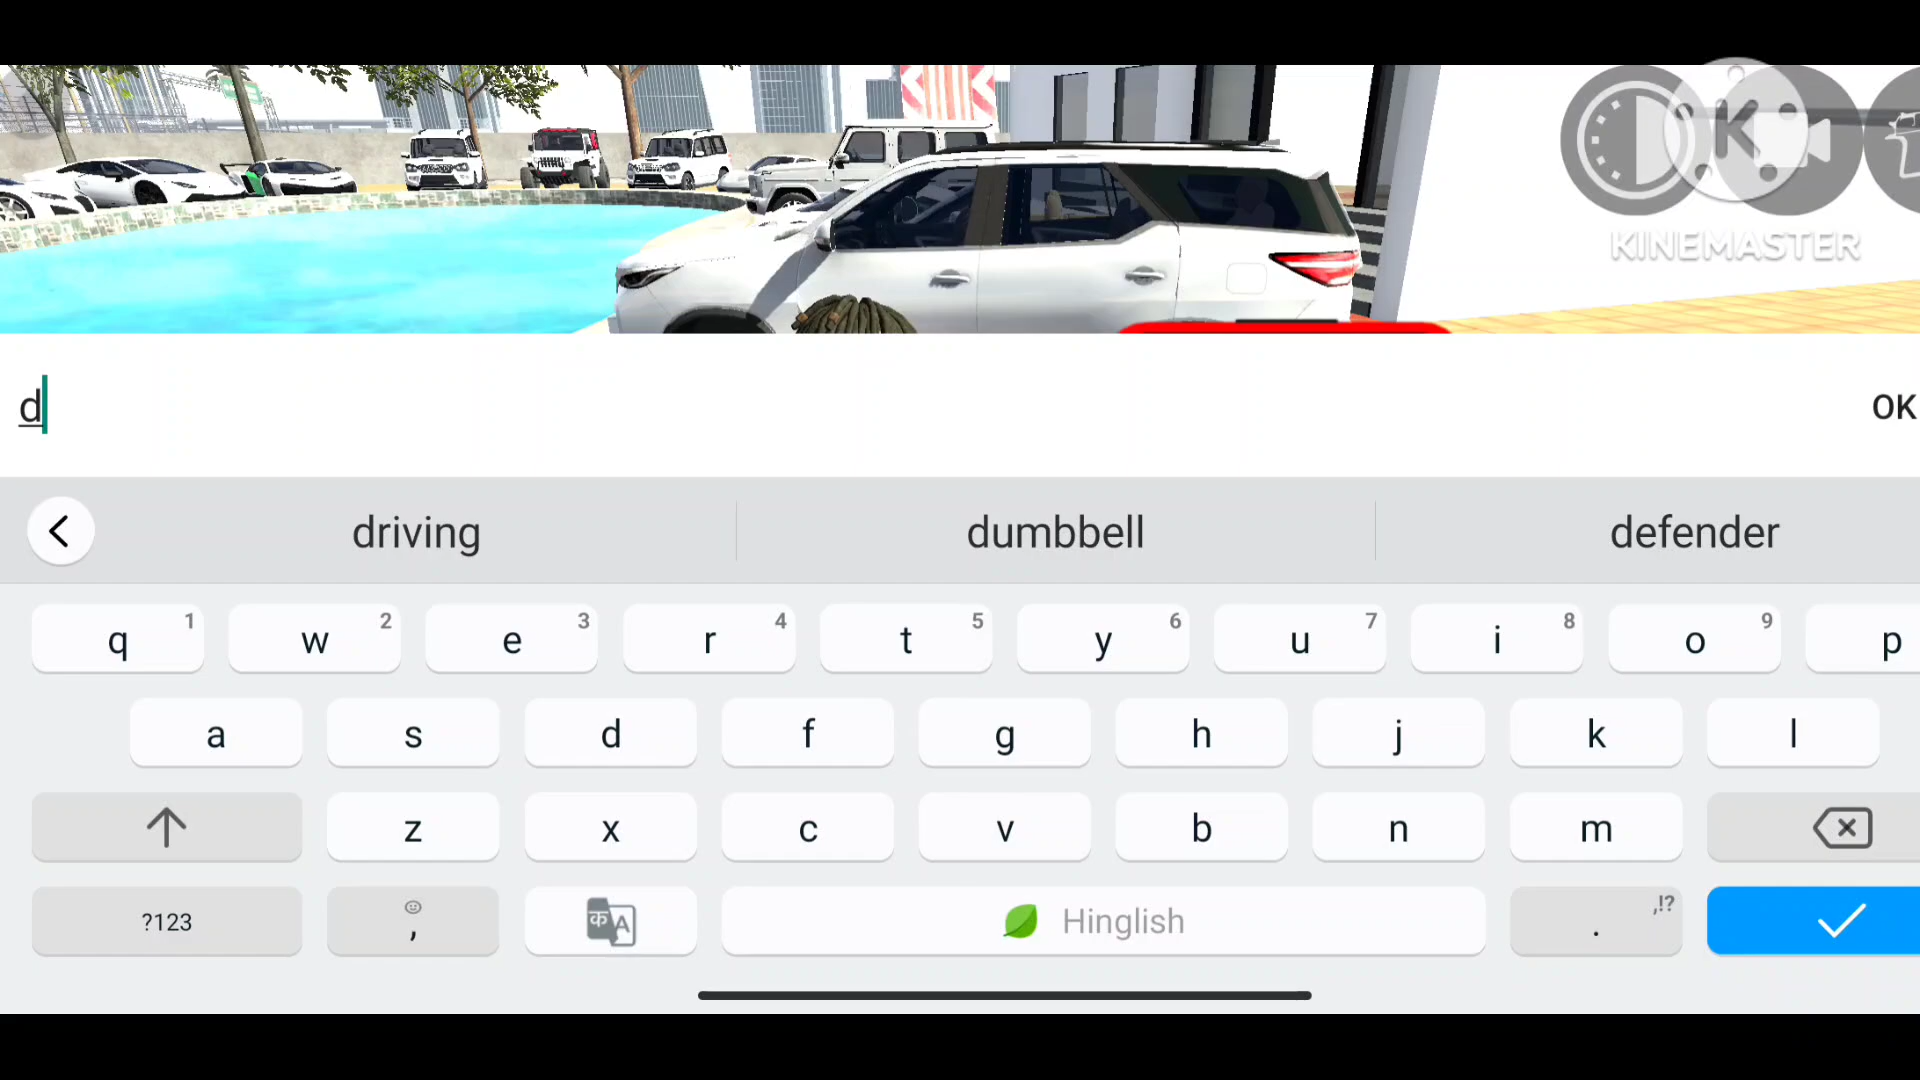 K
KINEMASTER
d
OK
driving dumbbell defender
q 1 w 2 e 3 r 4 t 5 y 6 u 7 i 8 o 9 p
a s d f g h j k l
z x c v b n m
?123 , क A Hinglish . ,!?